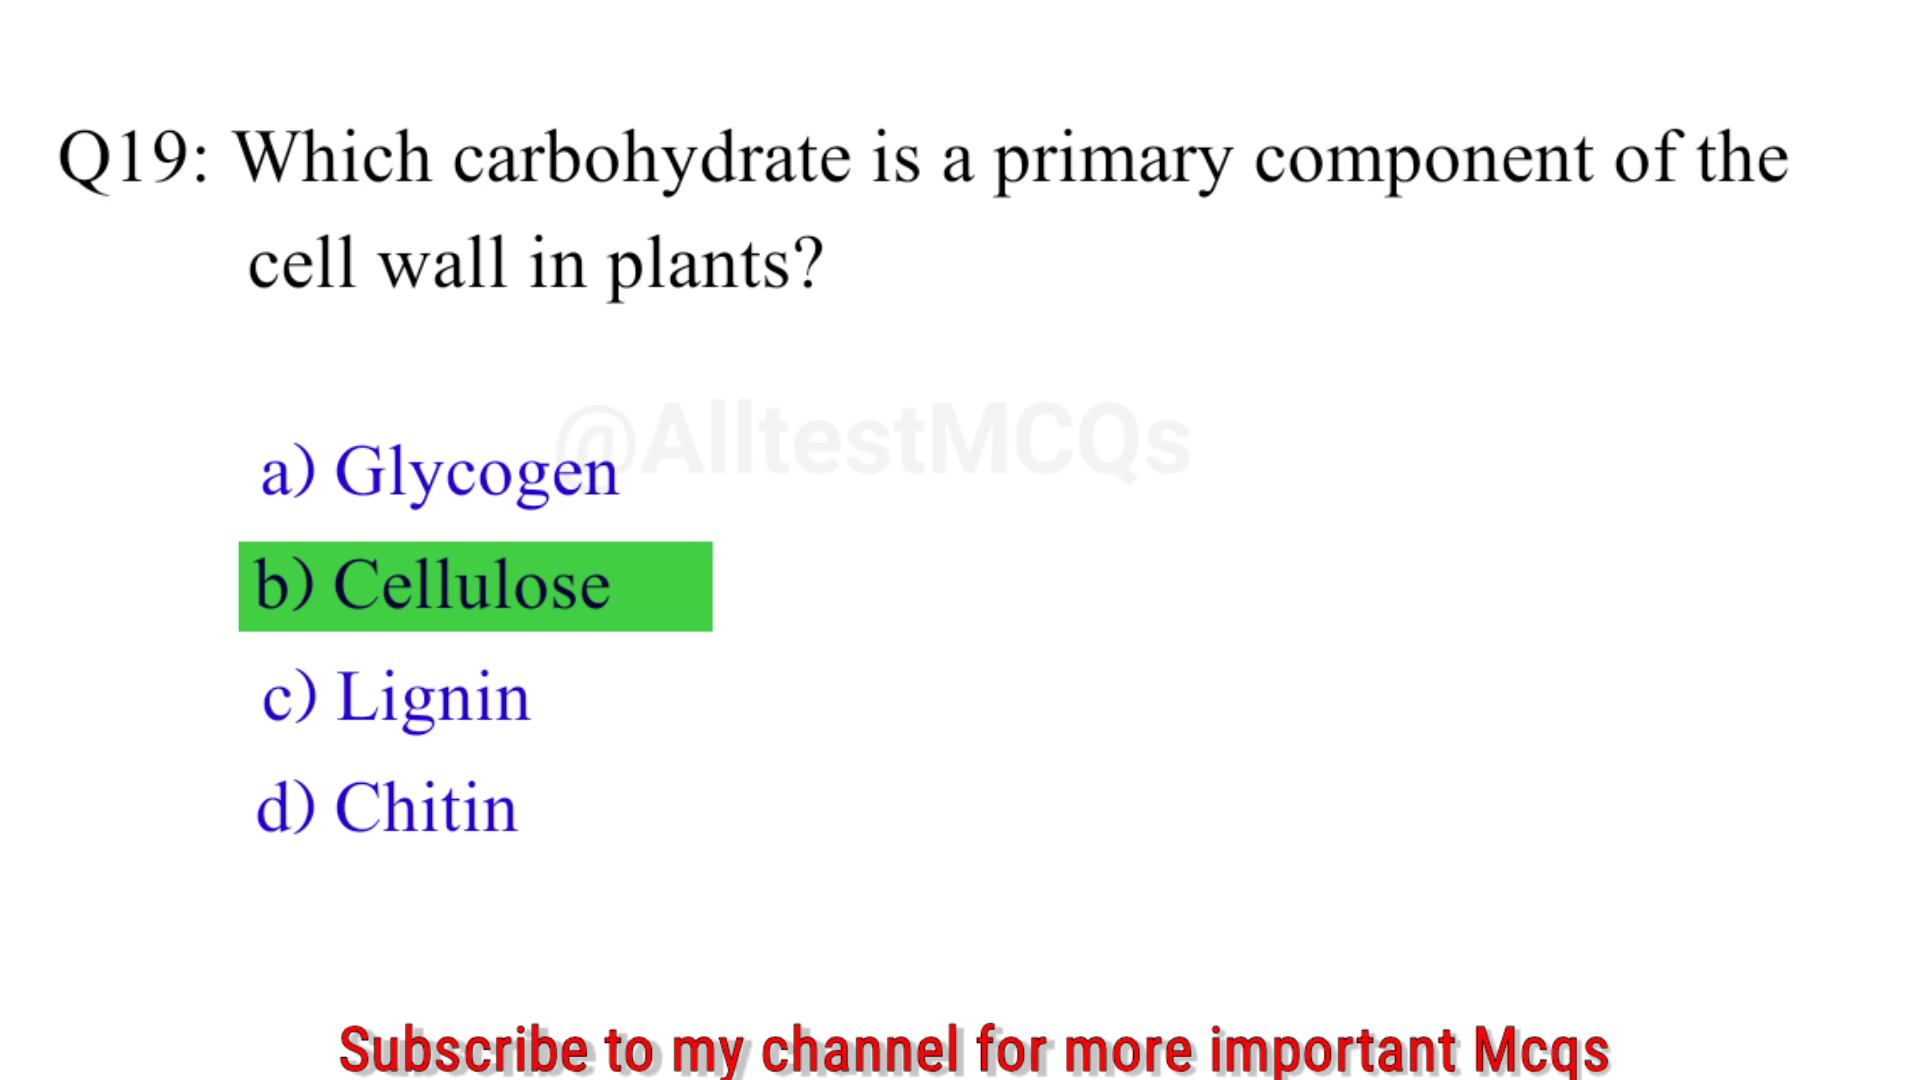 Q19: Which carbohydrate is a primary component of the
cell wall in plants?
@AlltestMCQs
a) Glycogen
b) Cellulose
c) Lignin
d) Chitin
Subscribe to my channel for more important Mcqs